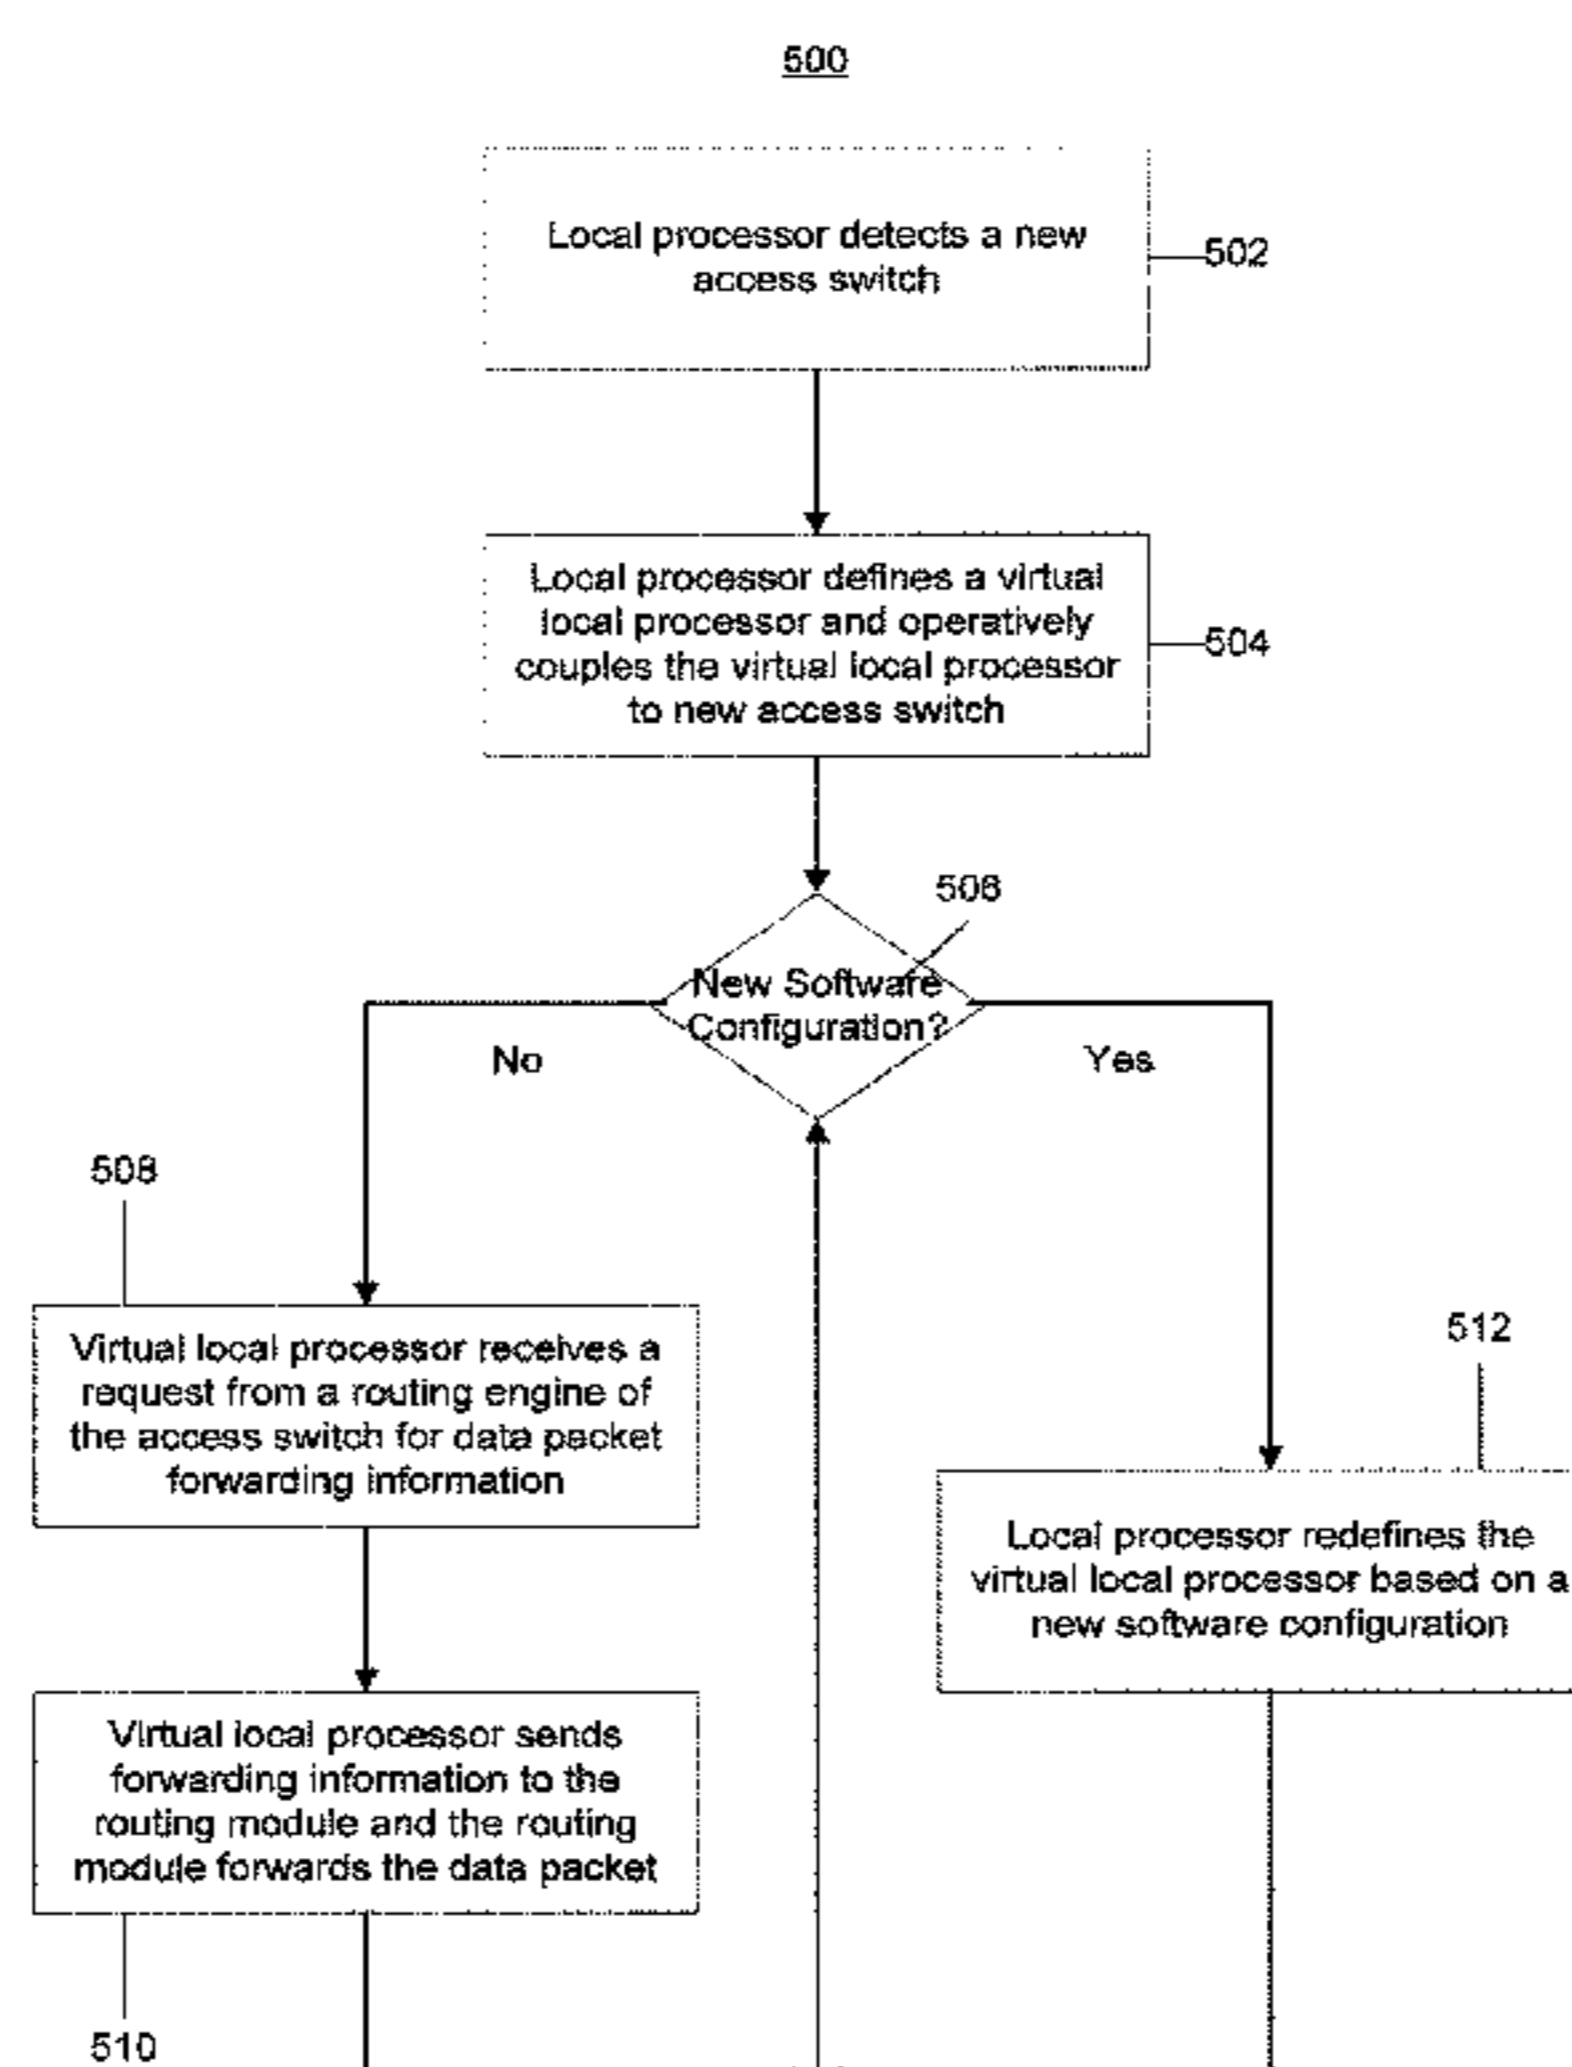 500
Local processor detects a new
access switch
502
Local processor defines a virtual
local processor and operatively
couples the virtual local processor
to new access switch
504
506
New Software
Configuration?
No
Yes
508
Virtual local processor receives a
request from a routing engine of
the access switch for data packet
forwarding information
512
Local processor redefines the
virtual local processor based on a
new software configuration
Virtual local processor sends
forwarding information to the
routing module and the routing
module forwards the data packet
510